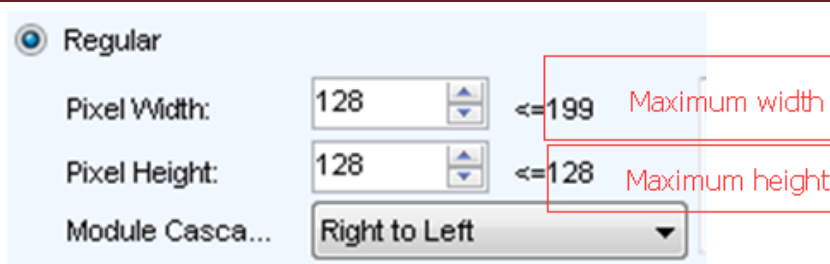 Regular
Pixel Width: 128 <=199 Maximum width
Pixel Height: 128 <=128 Maximum height
Module Casca... Right to Left